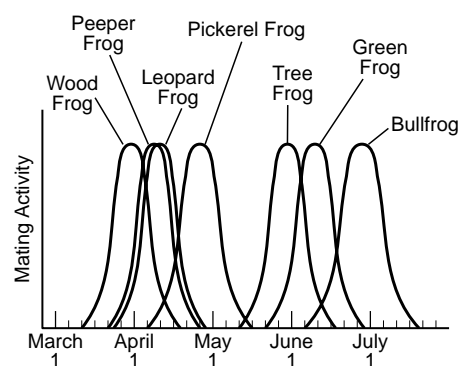 Peeper
Frog
Pickerel Frog
Wood
Frog
Leopard
Frog
Tree
Frog
Green
Frog
Bullfrog
Mating Activity
March
1
April
1
May
1
June
1
July
1